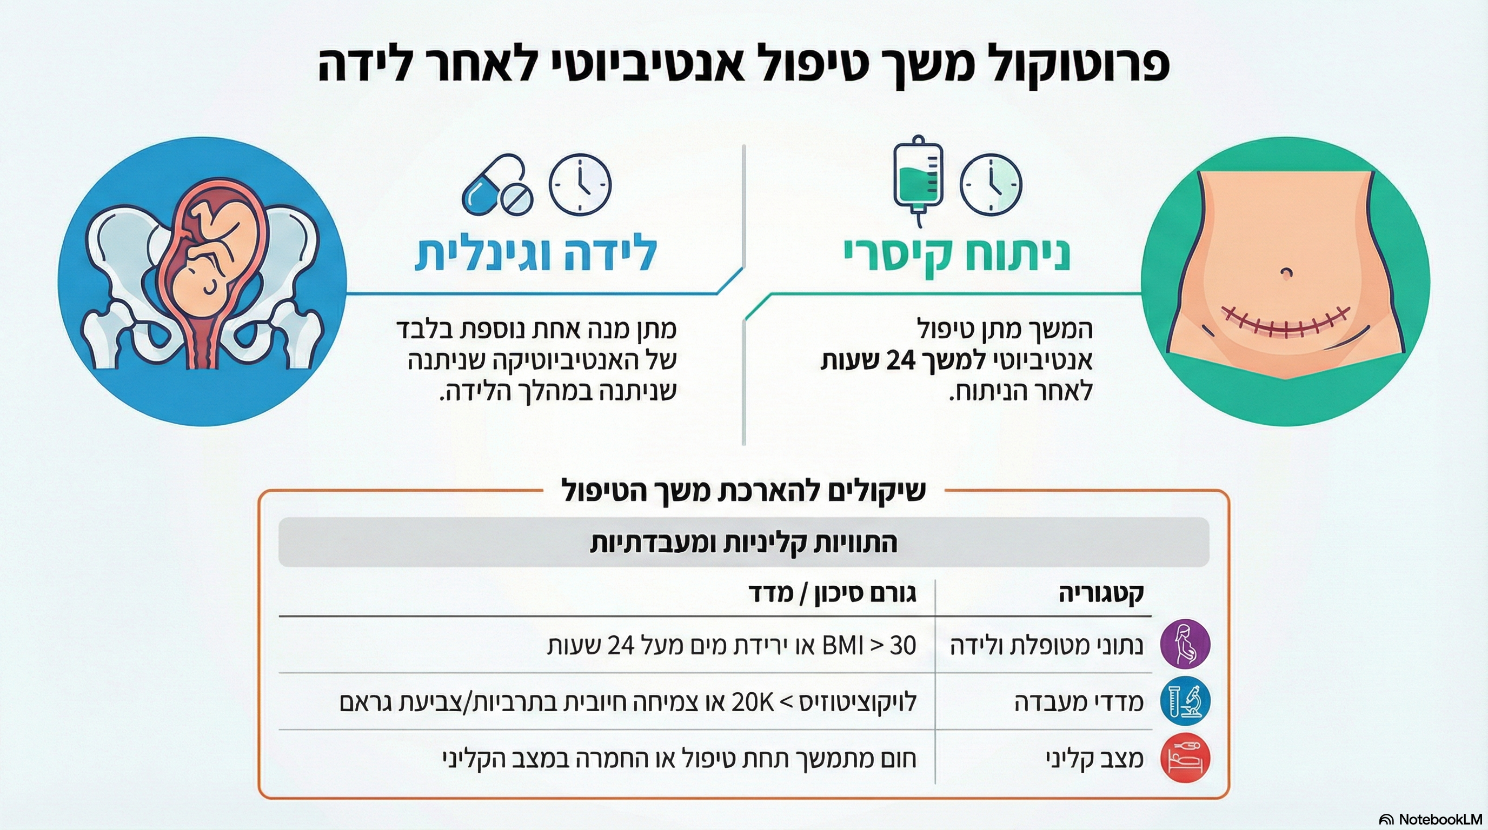 פרוטוקול משך טיפול אנטיביוטי לאחר לידה
ניתוח קיסרי
המשך מתן טיפול
אנטיביוטי למשך 24 שעות
לאחר הניתוח.
לידה וגינלית
מתן מנה אחת נוספת בלבד
של האנטיביוטיקה שניתנה
שניתנה במהלך הלידה.
שיקולים להארכת משך הטיפול
התוויות קליניות ומעבדתיות
קטגוריה
גורם סיכון / מדד
נתוני מטופלת ולידה
BMI > 30 או ירידת מים מעל 24 שעות
מדדי מעבדה
לויקוציטוזיס > 20K או צמיחה חיובית בתרביות/צביעת גראם
מצב קליני
חום מתמשך תחת טיפול או החמרה במצב הקליני
NotebookLM